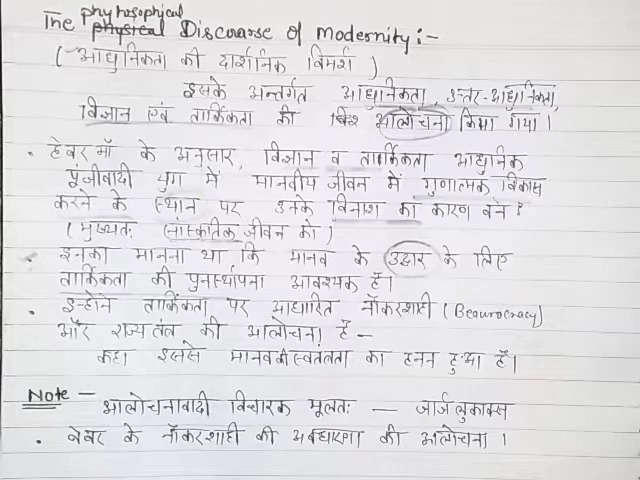 The phylosophical
physical Discourse of Modernity :-
( आधुनिकता की दार्शनिक विमर्श )
इसके अन्तर्गत आधुनिकता, उत्तर-आधुनिकता,
विज्ञान एवं तार्किकता की आलोचना किया गया।
• हेबर माँ के अनुसार, विज्ञान व तार्किकता आधुनिक
पूंजीवादी युग में मानवीय जीवन में गुणात्मक विकास
करने के स्थान पर उनके विनाश का कारण बने?
( मुख्यतः सांस्कृतिक जीवन को )
इनका मानना था कि मानव के उद्धार के लिए
तार्किकता की पुनर्स्थापना आवश्यक है।
• इन्होने तार्किकता पर आधारित नौकरशाही (Beaurocracy)
और राज्यतंत्र की आलोचना है -
कहा इससे मानव की स्वतंत्रता का हनन हुआ है।
Note - आलोचनावादी विचारक मूलतः - जार्ज लुकाक्स
• वेबर के नौकरशाही की अवधारणा की आलोचना।